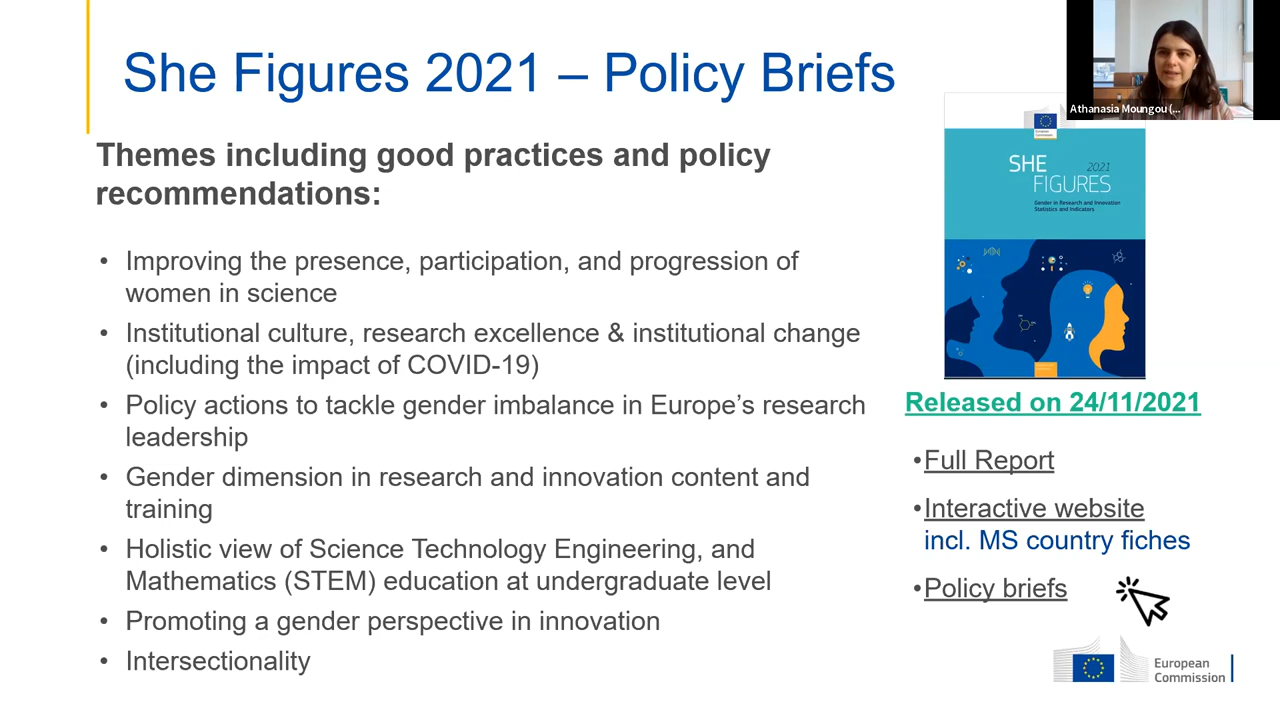 She Figures 2021 – Policy Briefs
Athanasia Moungou (...
Themes including good practices and policy
recommendations:
• Improving the presence, participation, and progression of
women in science
• Institutional culture, research excellence & institutional change
(including the impact of COVID-19)
• Policy actions to tackle gender imbalance in Europe's research
leadership
• Gender dimension in research and innovation content and
training
• Holistic view of Science Technology Engineering, and
Mathematics (STEM) education at undergraduate level
• Promoting a gender perspective in innovation
• Intersectionality
European
Commission
SHE 2021
FIGURES
Gender in Research and Innovation
Statistics and Indicators
Released on 24/11/2021
•Full Report
•Interactive website
incl. MS country fiches
•Policy briefs
European
Commission